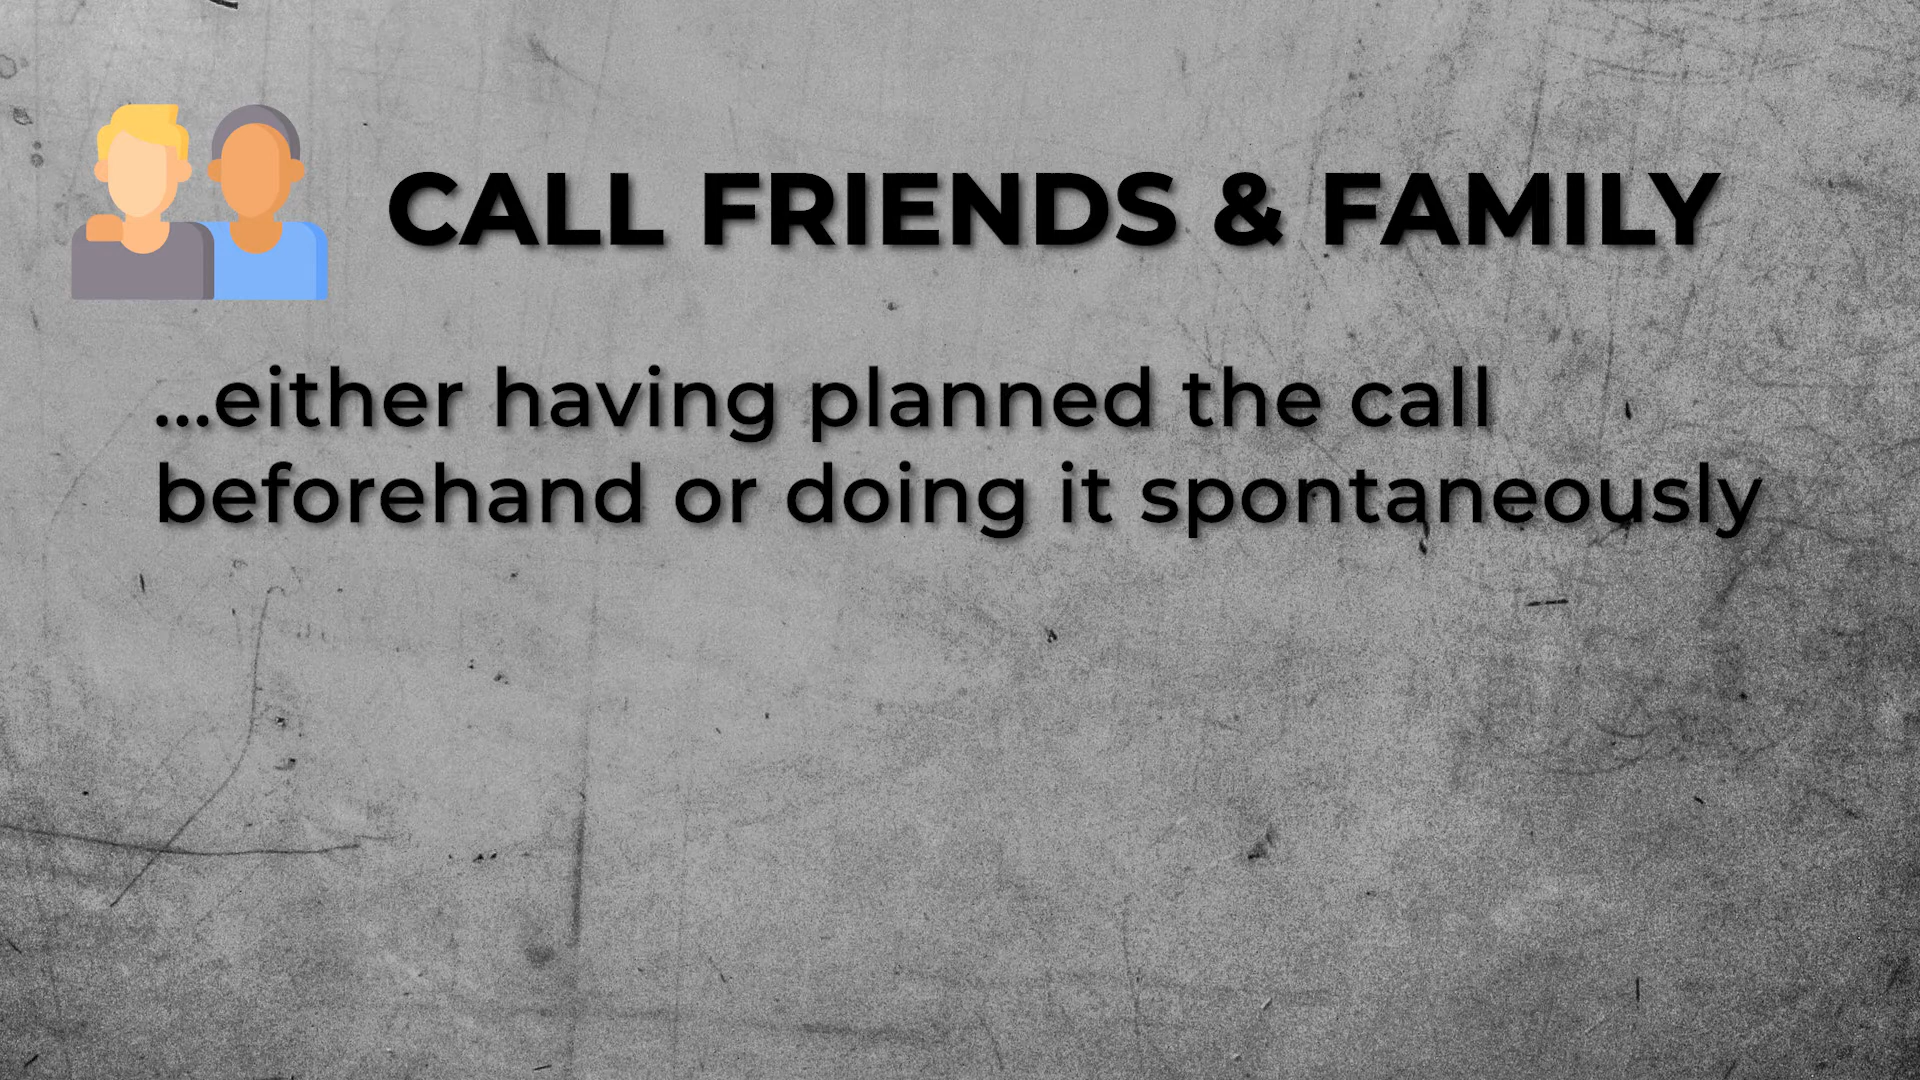 CALL FRIENDS & FAMILY
...either having planned the call
beforehand or doing it spontaneously